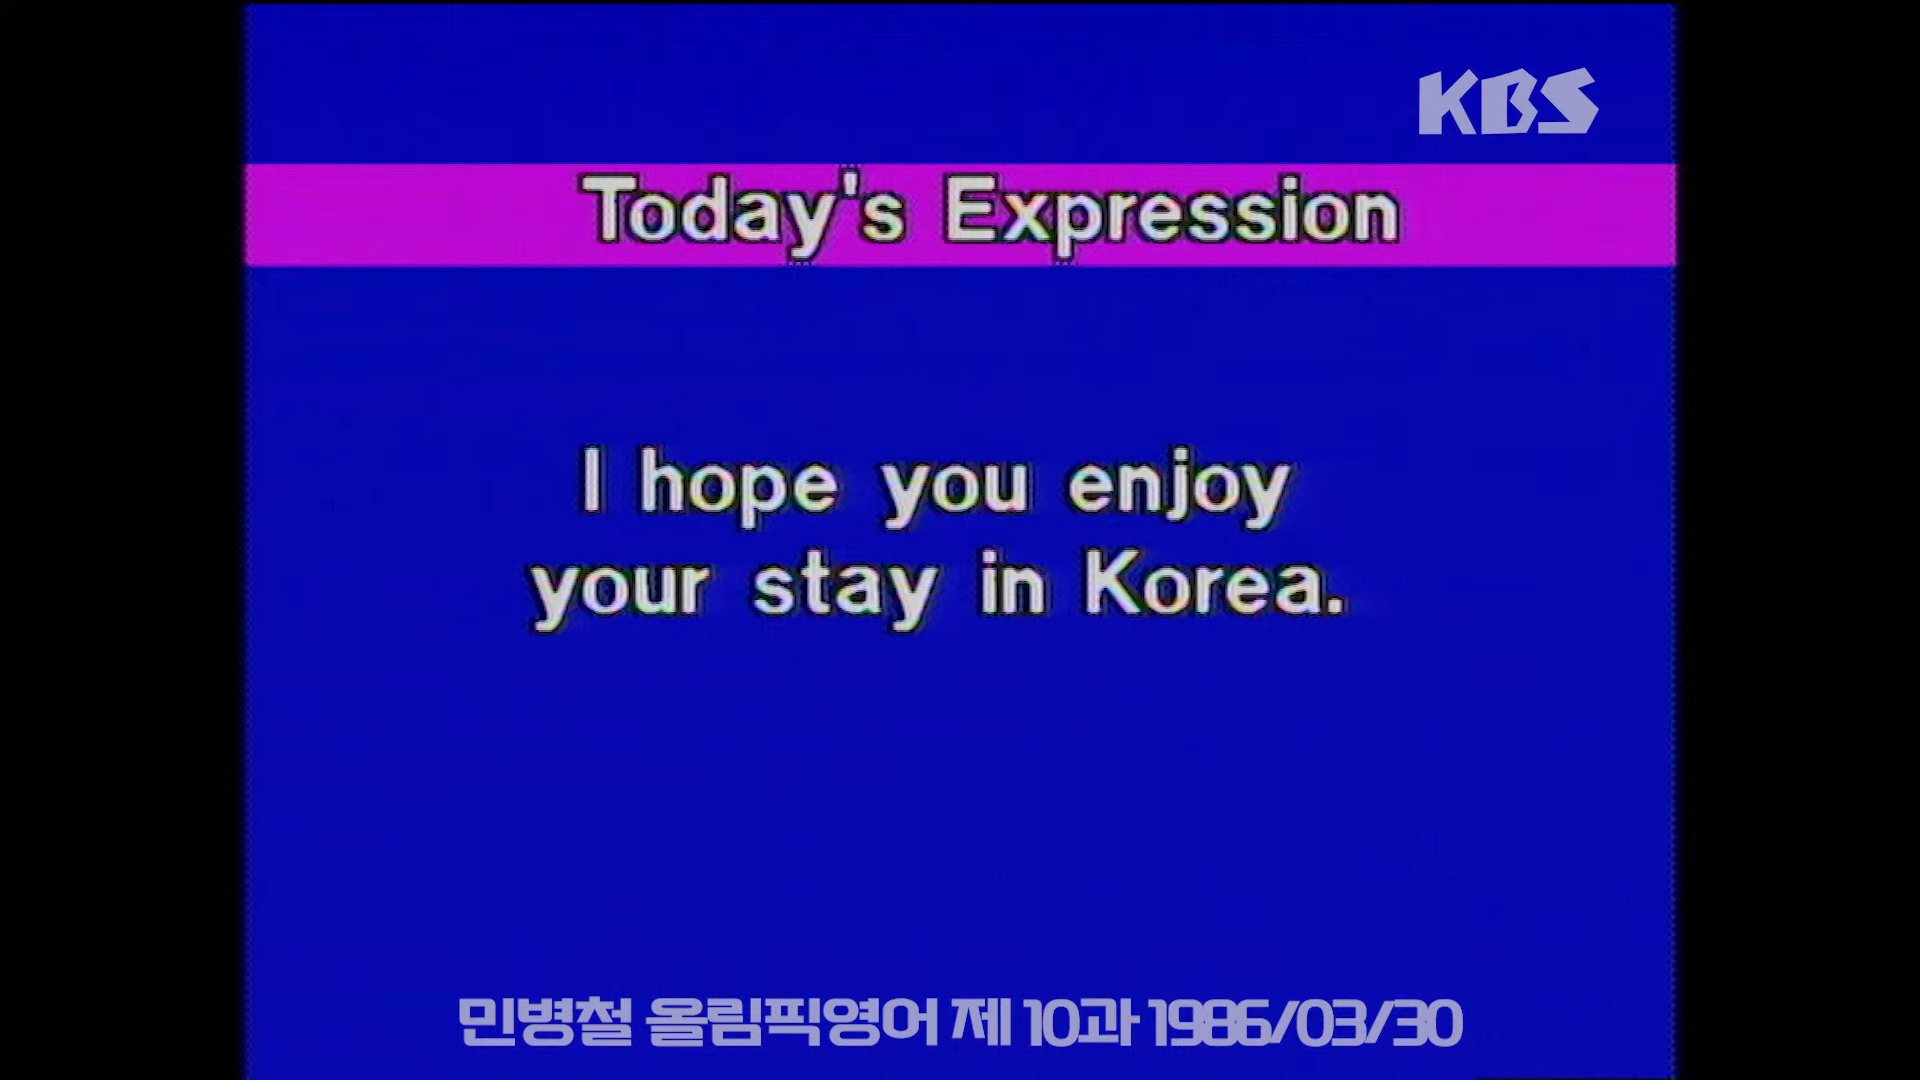 KBS
Today's Expression
I hope you enjoy
your stay in Korea.
민병철 올림픽영어 제 10과 1986/03/30